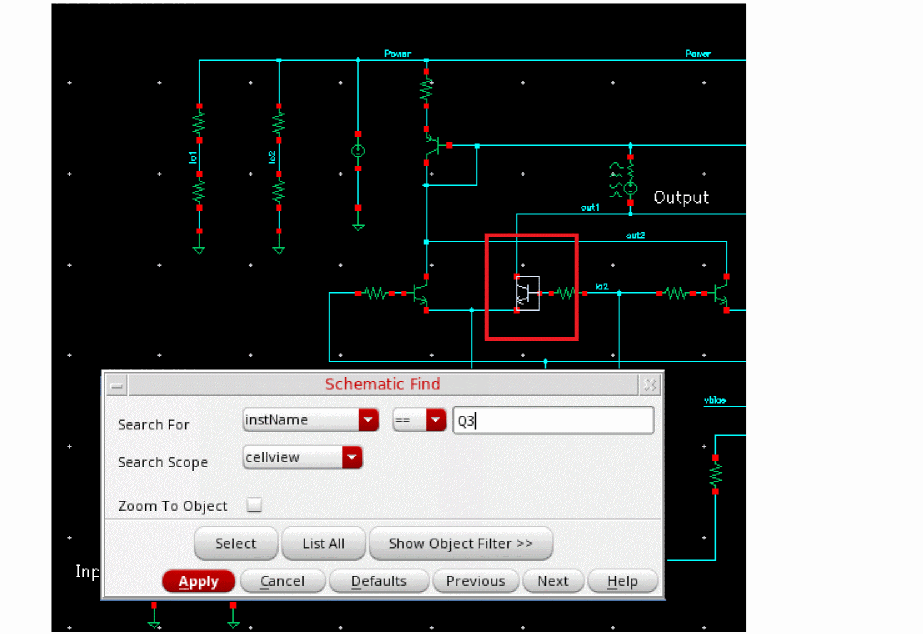 Power Power
lo1
lo2
Output
out1
out2
lo2
Schematic Find
Search For instName == Q3
vbias
Search Scope cellview
Zoom To Object
Select List All Show Object Filter >>
Inp
Apply Cancel Defaults Previous Next Help